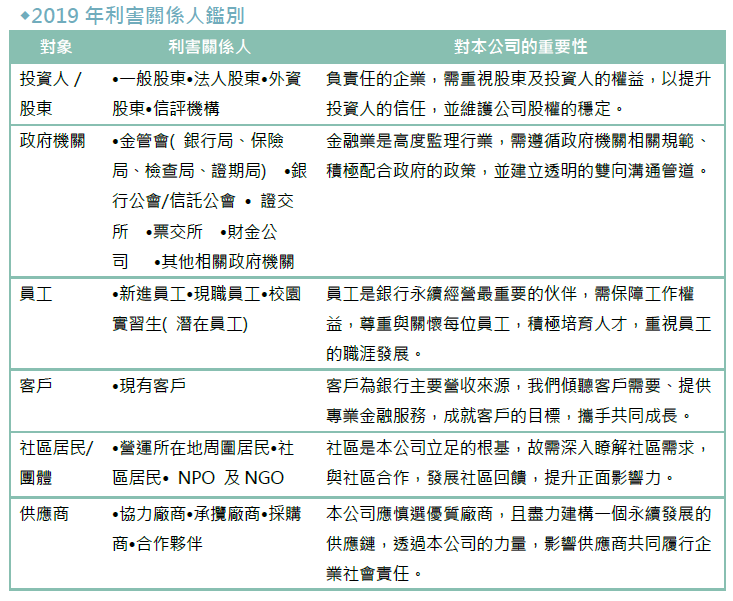 ◆2019 年利害關係人鑑別
對象 利害關係人 對本公司的重要性
投資人 /
股東
•一般股東•法人股東•外資
股東•信評機構
負責任的企業，需重視股東及投資人的權益，以提升
投資人的信任，並維護公司股權的穩定。
政府機關
•金管會( 銀行局、保險
局、檢查局、證期局) •銀
行公會/信託公會 • 證交
所 •票交所 •財金公
司 •其他相關政府機關
金融業是高度監理行業，需遵循政府機關相關規範、
積極配合政府的政策，並建立透明的雙向溝通管道。
員工
•新進員工•現職員工•校園
實習生( 潛在員工)
員工是銀行永續經營最重要的伙伴，需保障工作權
益，尊重與關懷每位員工，積極培育人才，重視員工
的職涯發展。
客戶
•現有客戶
客戶為銀行主要營收來源，我們傾聽客戶需要、提供
專業金融服務，成就客戶的目標，攜手共同成長。
社區居民/
團體
•營運所在地周圍居民•社
區居民• NPO 及 NGO
社區是本公司立足的根基，故需深入瞭解社區需求，
與社區合作，發展社區回饋，提升正面影響力。
供應商
•協力廠商•承攬廠商•採購
商•合作夥伴
本公司應慎選優質廠商，且盡力建構一個永續發展的
供應鏈，透過本公司的力量，影響供應商共同履行企
業社會責任。